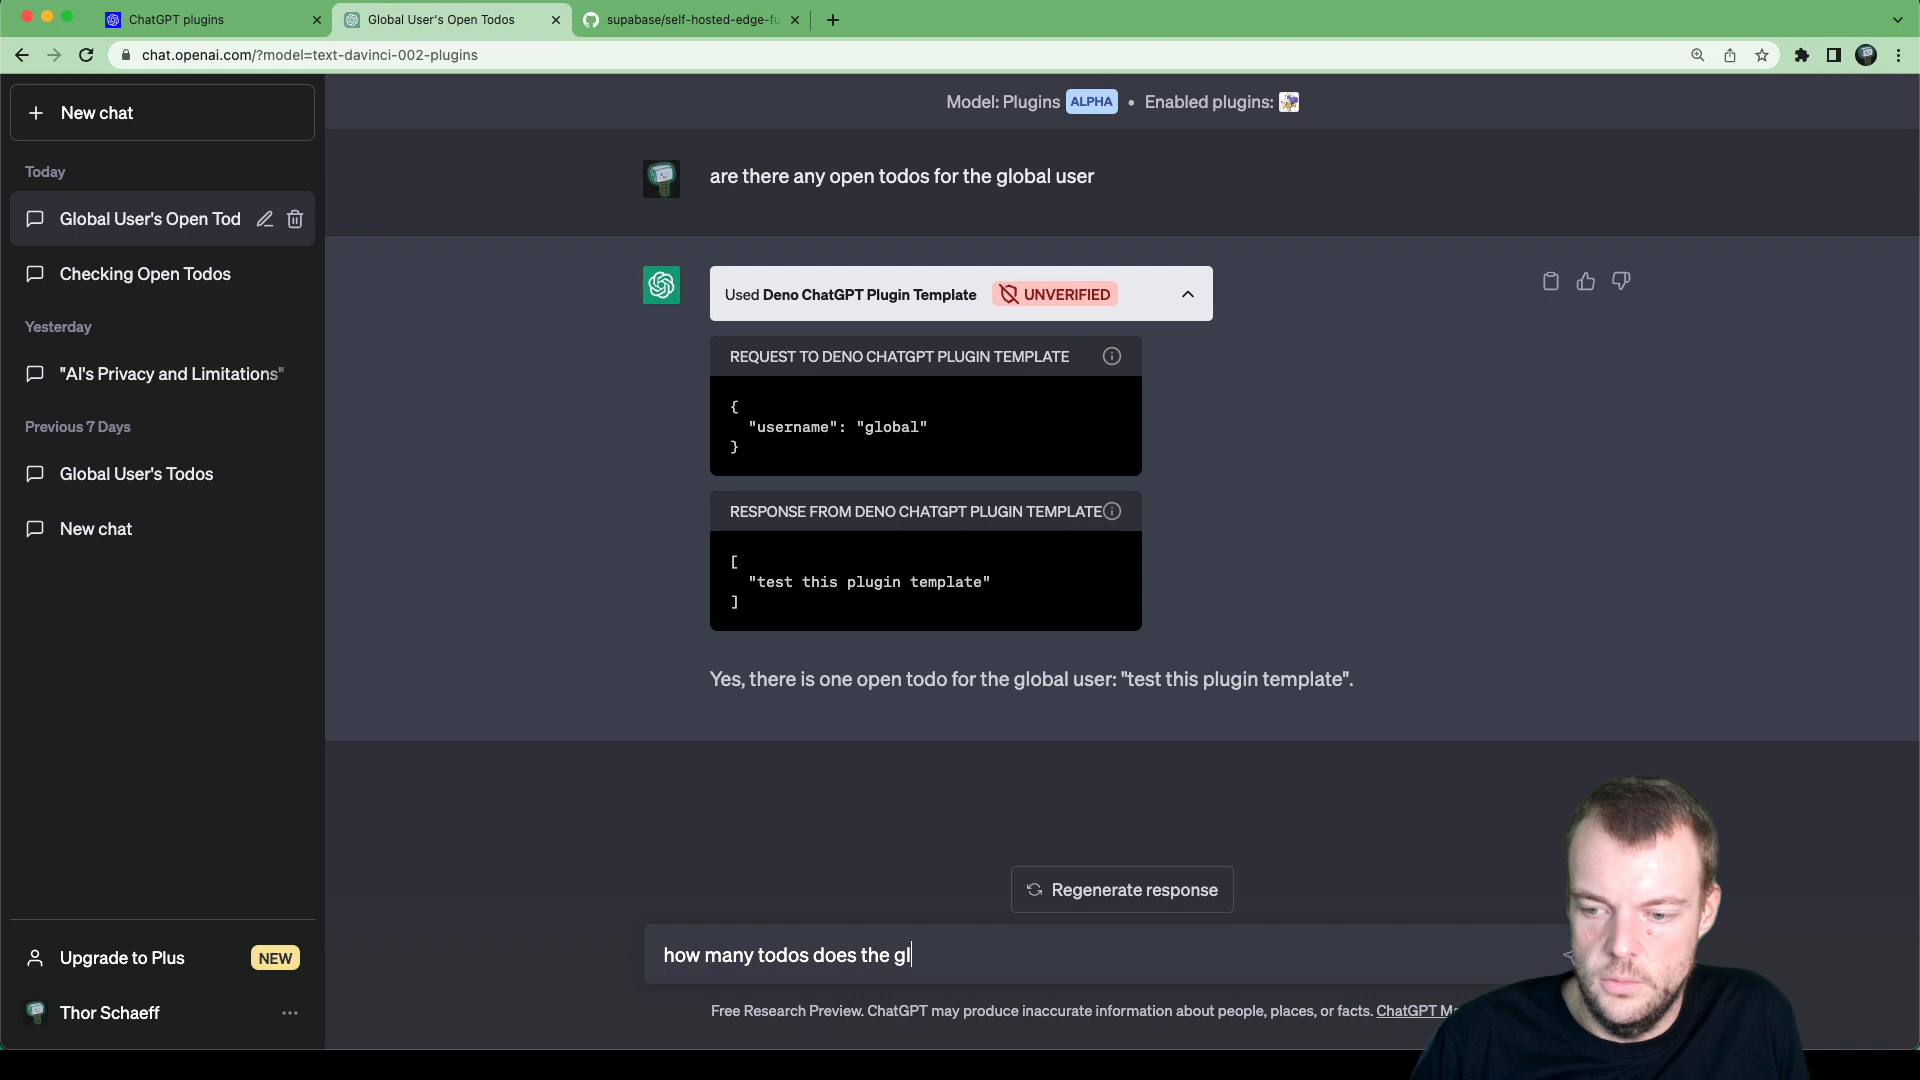 ChatGPT plugins
Global User's Open Todos
supabase/self-hosted-edge-fu
chat.openai.com/?model=text-davinci-002-plugins
New chat
Today
Global User's Open Tod
Checking Open Todos
Yesterday
"AI's Privacy and Limitations"
Previous 7 Days
Global User's Todos
New chat
Upgrade to Plus NEW
Thor Schaeff
Model: Plugins ALPHA • Enabled plugins:
are there any open todos for the global user
Used Deno ChatGPT Plugin Template UNVERIFIED
REQUEST TO DENO CHATGPT PLUGIN TEMPLATE
{
"username": "global"
}
RESPONSE FROM DENO CHATGPT PLUGIN TEMPLATE
[
"test this plugin template"
]
Yes, there is one open todo for the global user: "test this plugin template".
Regenerate response
how many todos does the gl
Free Research Preview. ChatGPT may produce inaccurate information about people, places, or facts. ChatGPT